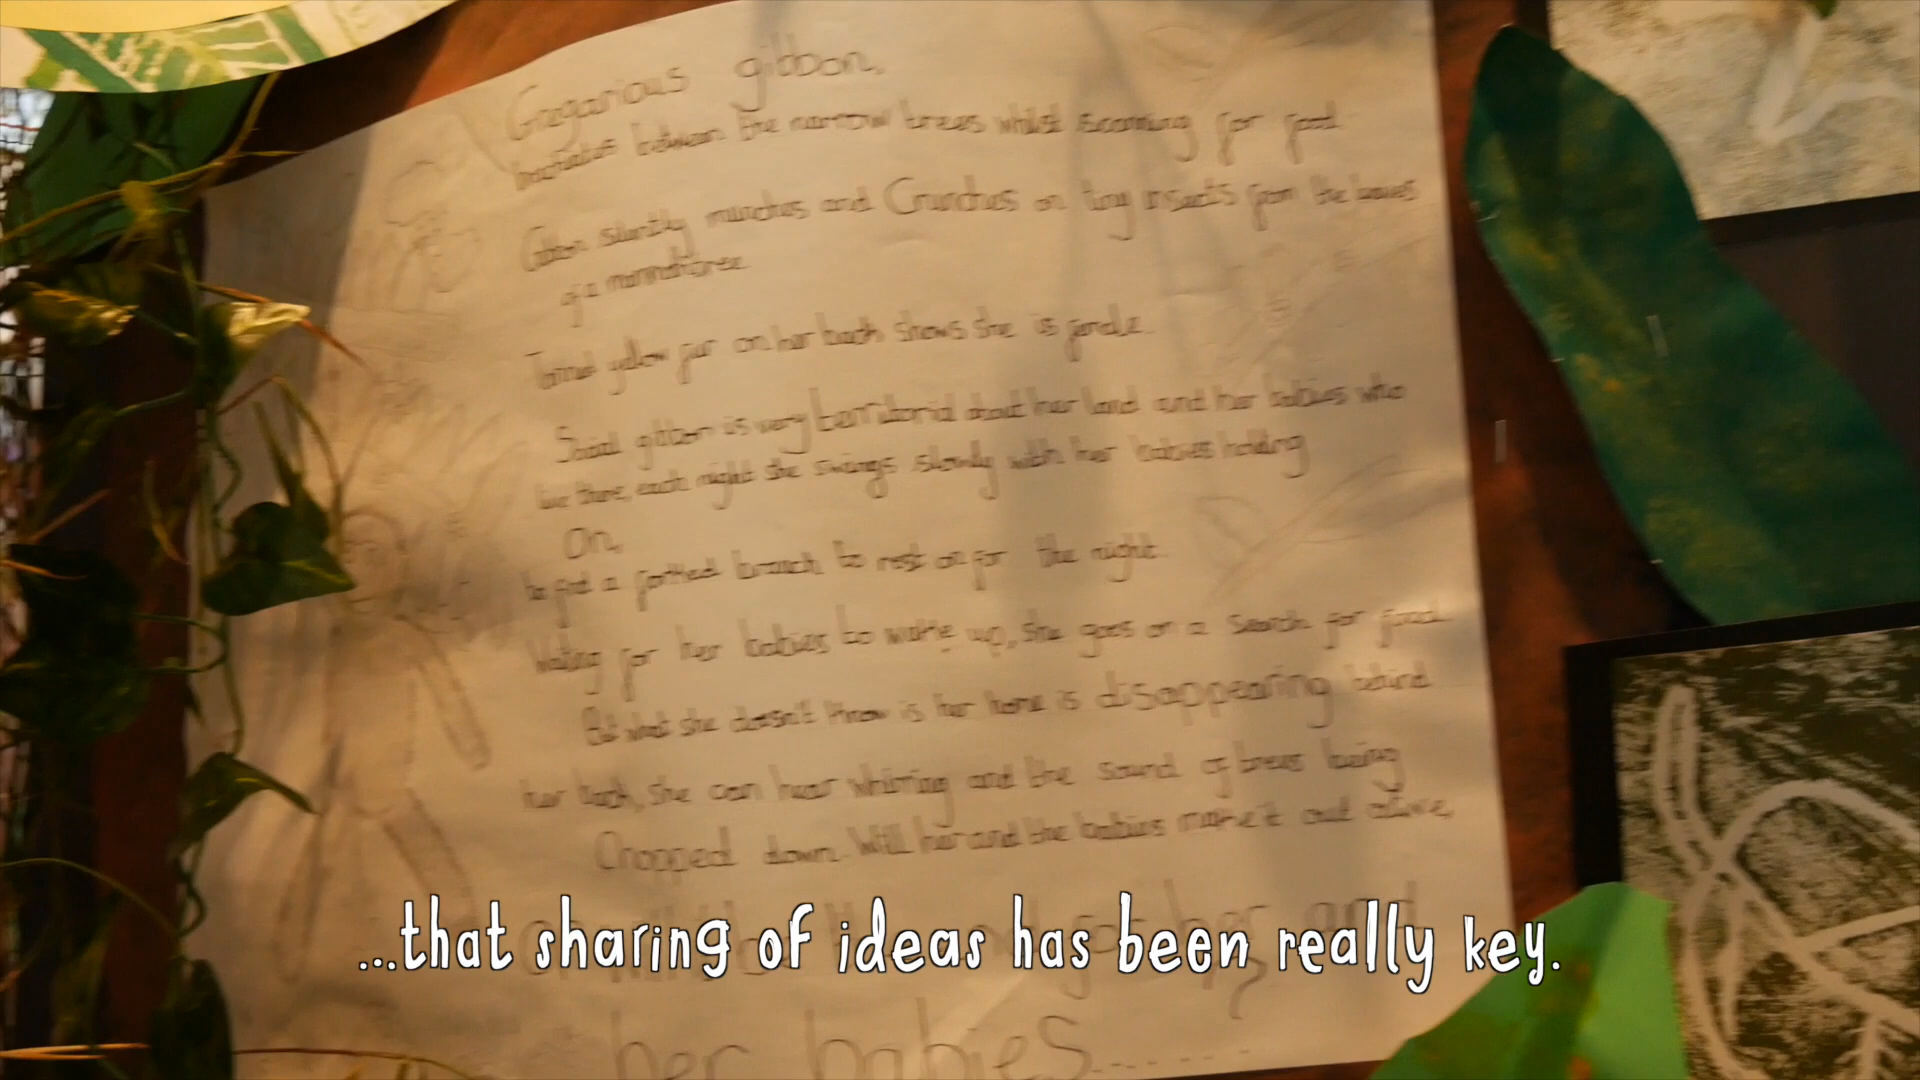 Gregarious gibbon,
brachiates between the narrow trees whilst scanning for food
Gibbon silently munches and Crunches on tiny insects from the leaves
of a
yellow fur on her back shows she is
Social gibbon is very territorial about her land and her babies who
live there, each night she swings slowly with her babies holding
On,
to find a branch to rest on for the night.
Waiting for her babies to wake up, she goes on a search for food
But what she doesn't know is her home is disappearing behind
her back, she can hear whirring and the sound of trees being
Chopped down. Will her and the babies make it out alive,
her and
her babies......?
...that sharing of ideas has been really key.